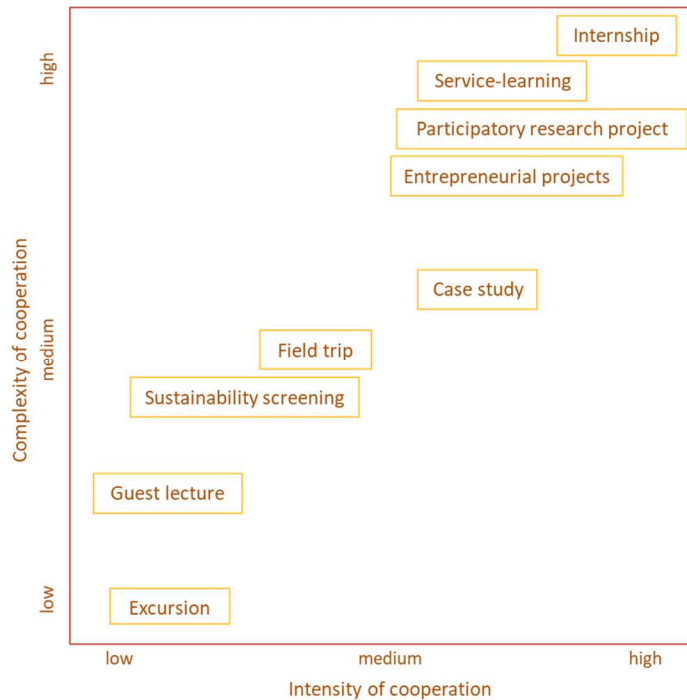 Internship
high
Service-learning
Participatory research project
Entrepreneurial projects
Case study
Complexity of cooperation
medium
Field trip
Sustainability screening
Guest lecture
low
Excursion
low medium high
Intensity of cooperation